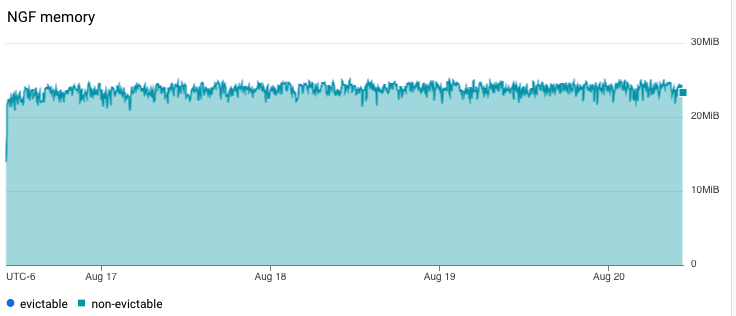 NGF memory
30MiB
20MiB
10MiB
0
UTC-6 Aug 17 Aug 18 Aug 19 Aug 20
evictable non-evictable